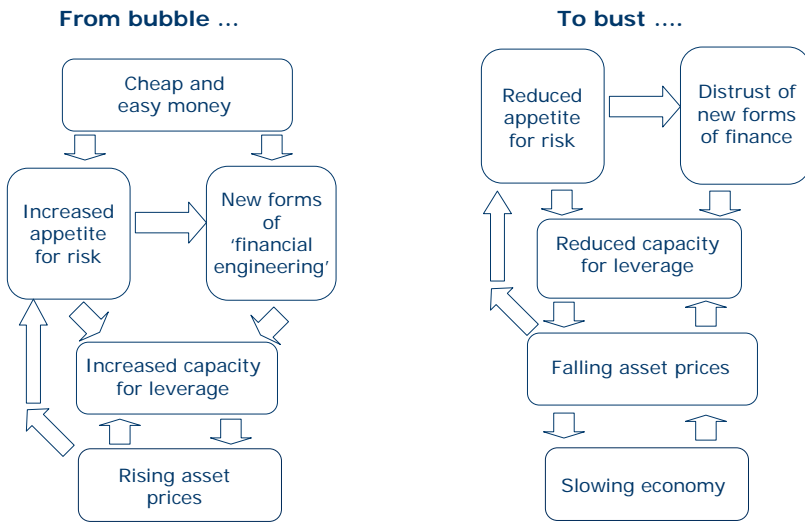 From bubble ...
Cheap and
easy money
Increased
appetite
for risk
New forms
of
‘financial
engineering’
Increased capacity
for leverage
Rising asset
prices
To bust ....
Reduced
appetite
for risk
Distrust of
new forms
of finance
Reduced capacity
for leverage
Falling asset prices
Slowing economy